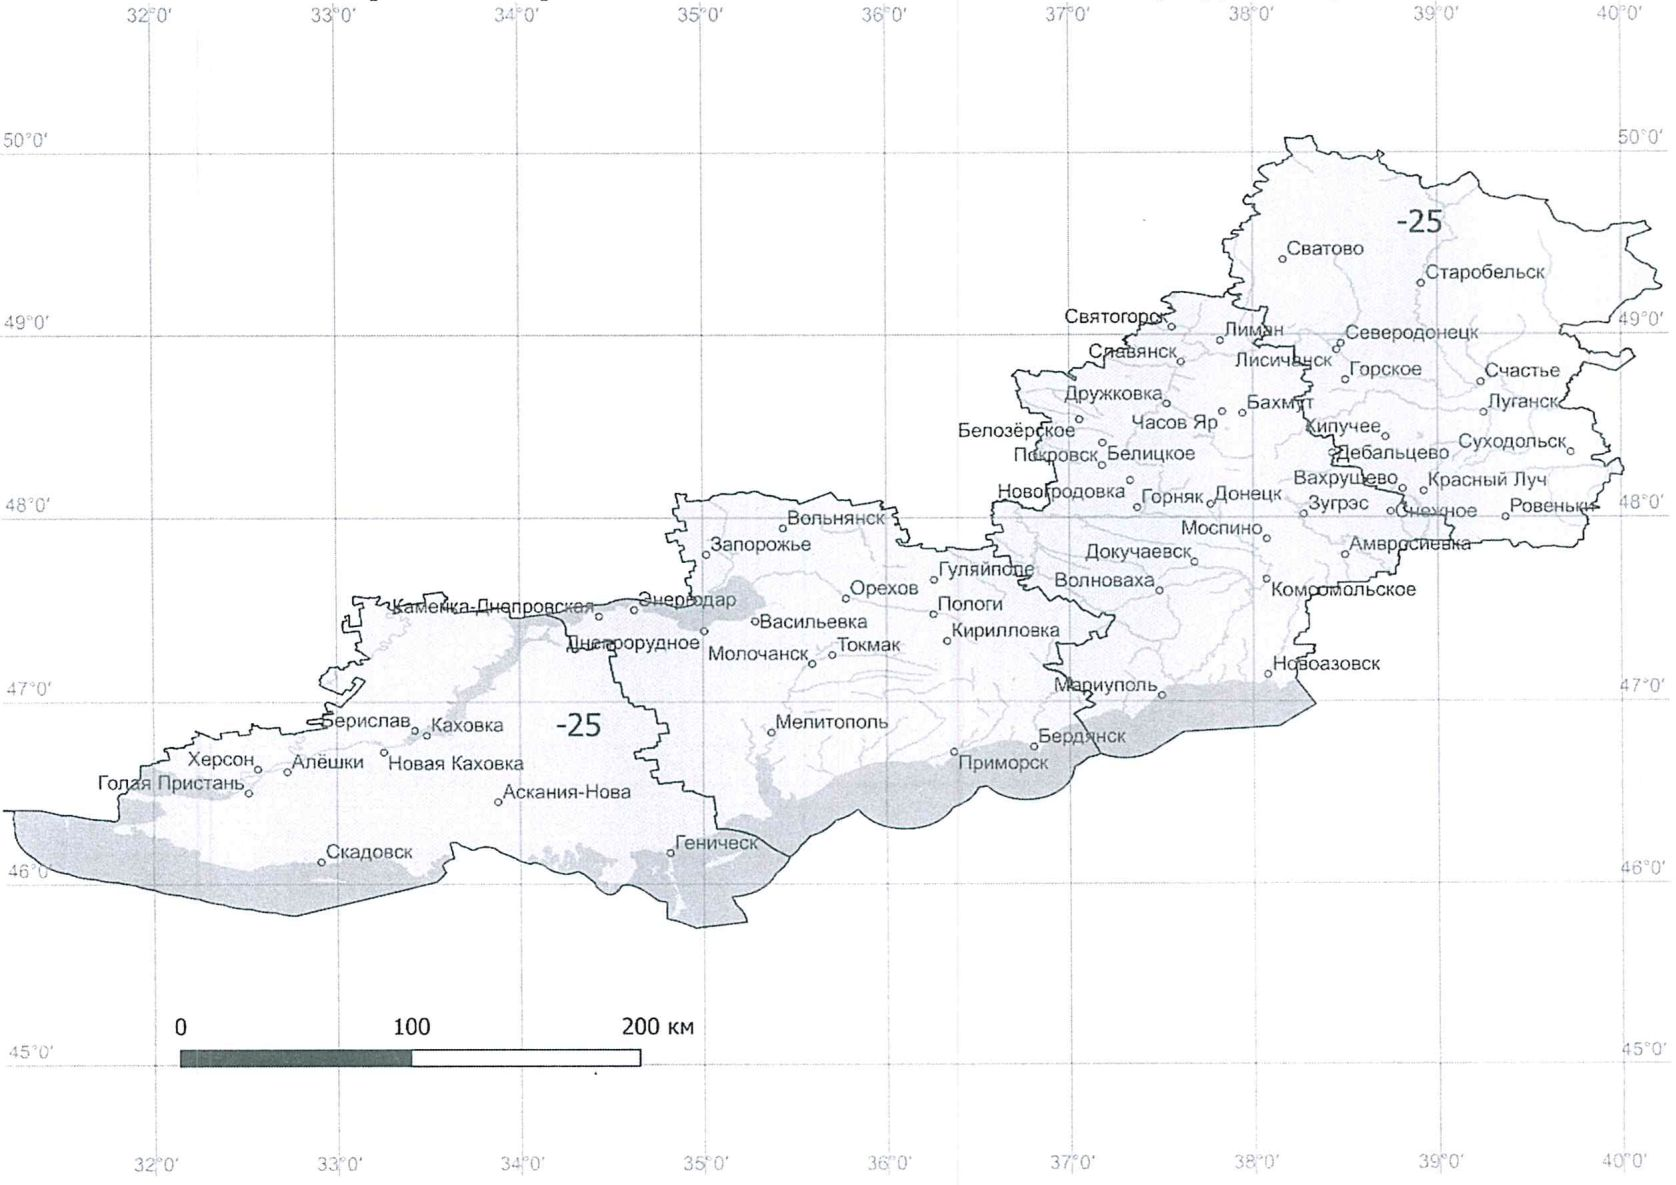 32°0' 33°0' 34°0' 35°0' 36°0' 37°0' 38°0' 39°0' 40°0'
50°0' 50°0'
-25
Сватово
Старобельск
49°0' 49°0'
Святогорск
Лиман
Северодонецк
Славянск
Лисичанск
Горское
Счастье
Дружковка
Бахмут
Луганск
Часов Яр
Белозёрское
Кипучее
Суходольск
Покровск
Белицкое
Дебальцево
Вахрушево
Красный Луч
Новогродовка
Горняк
Донецк
Зугрэс
Снежное
Ровеньки
48°0' 48°0'
Вольнянск
Моспино
Запорожье
Докучаевск
Амвросиевка
Гуляйполе
Волноваха
Орехов
Комсомольское
Каменка-Днепровская
Энергодар
Пологи
Васильевка
Кирилловка
Днепрорудное
Молочанск
Токмак
Новоазовск
47°0' 47°0'
Мариуполь
Берислав
Каховка
-25
Мелитополь
Бердянск
Херсон
Алёшки
Новая Каховка
Приморск
Голая Пристань
Аскания-Нова
Геническ
Скадовск
46°0' 46°0'
0 100 200 км
45°0' 45°0'
32°0' 33°0' 34°0' 35°0' 36°0' 37°0' 38°0' 39°0' 40°0'